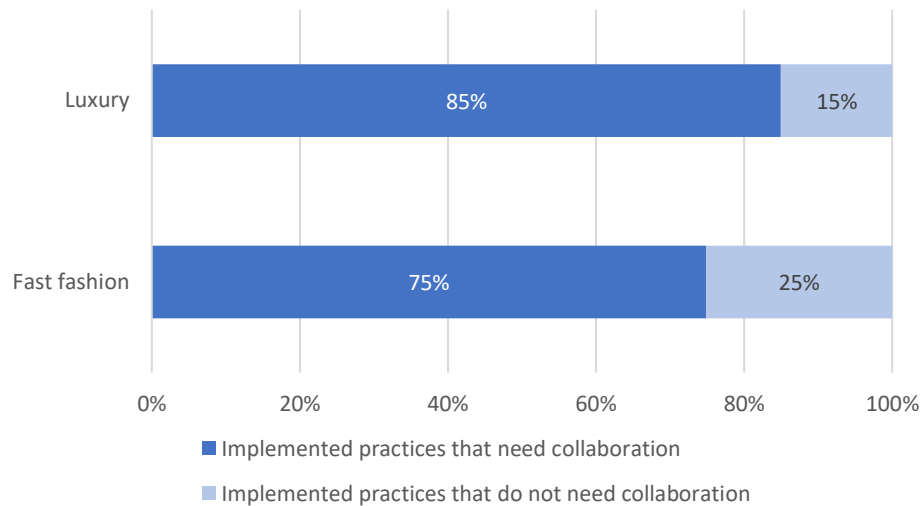 Luxury
85%
15%
Fast fashion
75%
25%
0%
20%
40%
60%
80%
100%
Implemented practices that need collaboration
Implemented practices that do not need collaboration